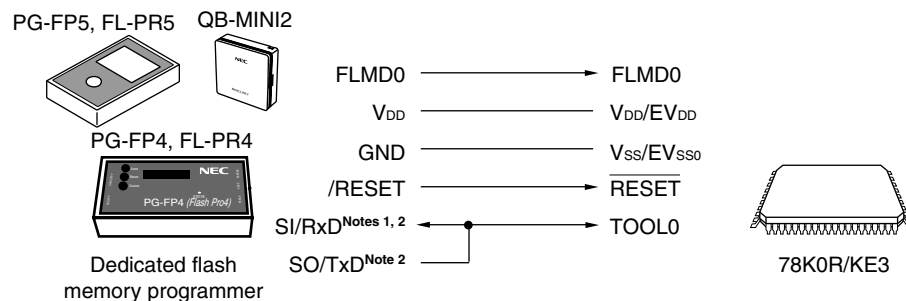 PG-FP5, FL-PR5
QB-MINI2
NEC
FLMD0
FLMD0
VDD
VDD/EVDD
PG-FP4, FL-PR4
GND
VSS/EVSS0
NEC
/RESET
RESET
PG-FP4 (Flash Pro4)
SI/RxDNotes 1, 2
TOOL0
SO/TxDNote 2
Dedicated flash
memory programmer
78K0R/KE3